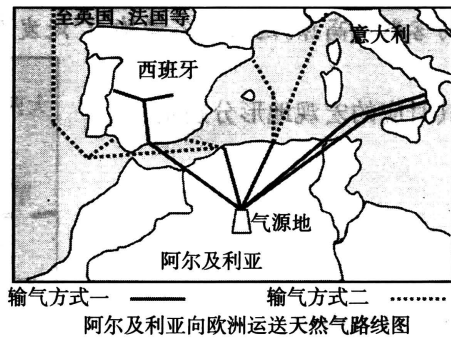 至英国、法国等
意大利
西班牙
气源地
阿尔及利亚
输气方式一
输气方式二
阿尔及利亚向欧洲运送天然气路线图